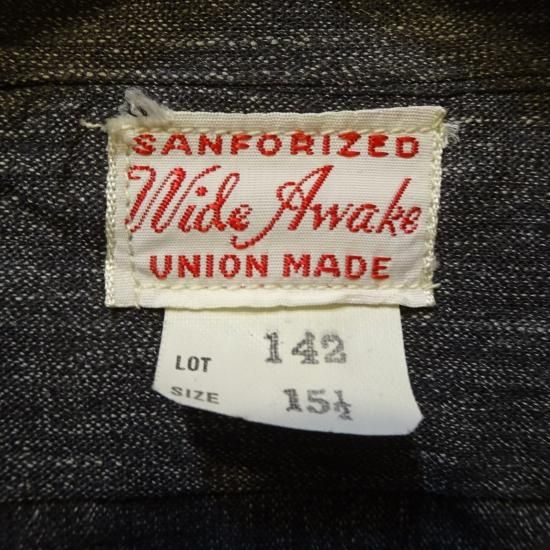 SANFORIZED
Wide Awake
UNION MADE
LOT 142
SIZE 15½